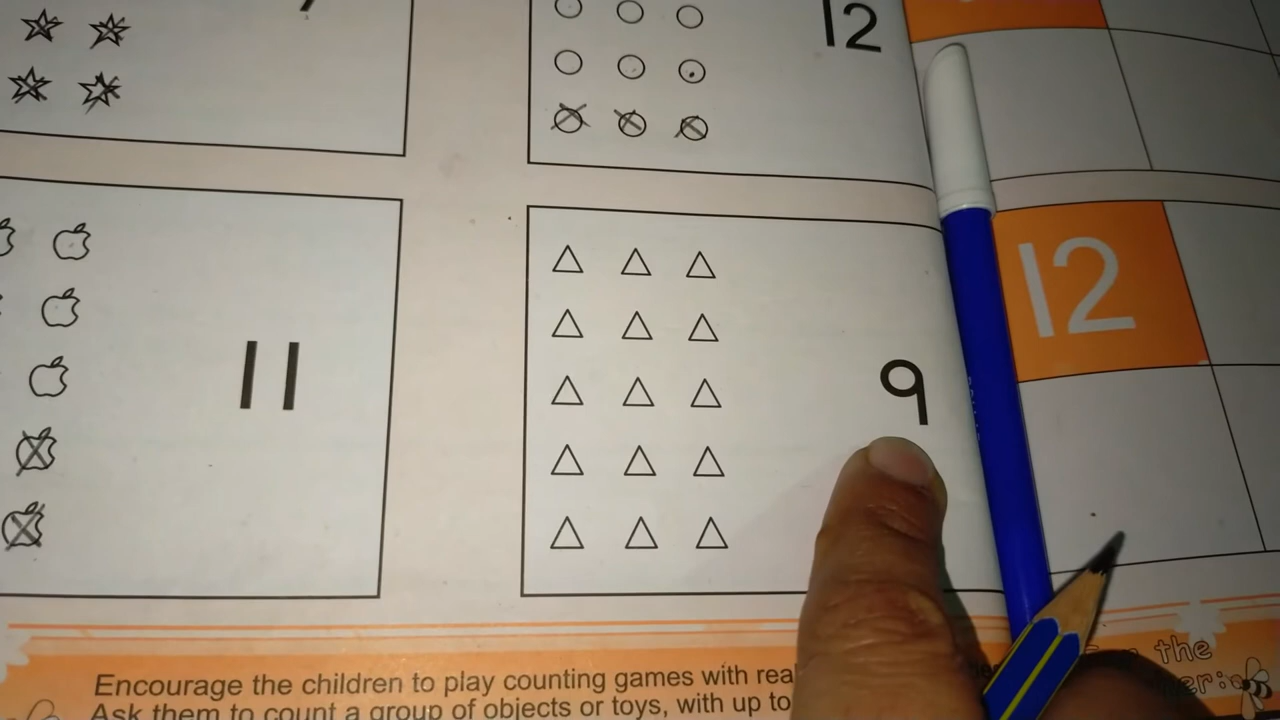 12
12
11
9
Encourage the children to play counting games with real
Ask them to count a group of objects or toys, with up to
the